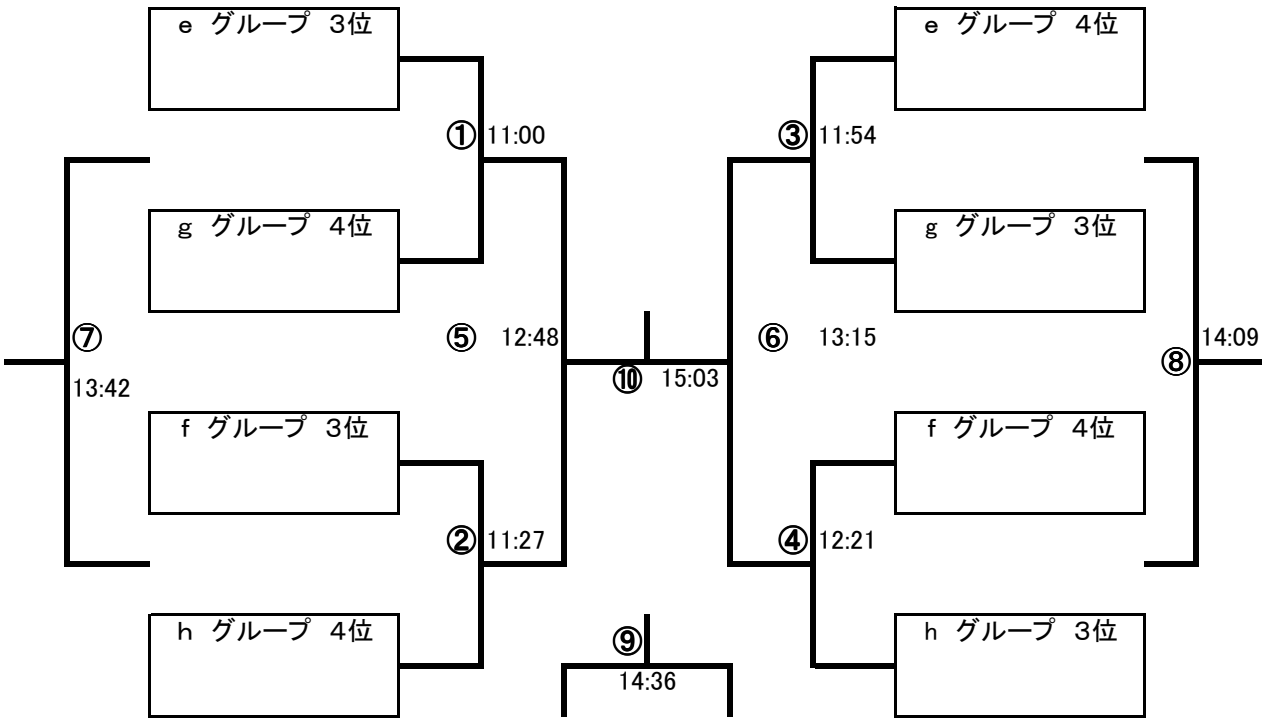 e グループ 3位
e グループ 4位
① 11:00
③ 11:54
g グループ 4位
g グループ 3位
⑦
⑤ 12:48
⑥ 13:15
14:09
⑧
13:42
⑩ 15:03
f グループ 3位
f グループ 4位
② 11:27
④ 12:21
h グループ 4位
h グループ 3位
⑨
14:36